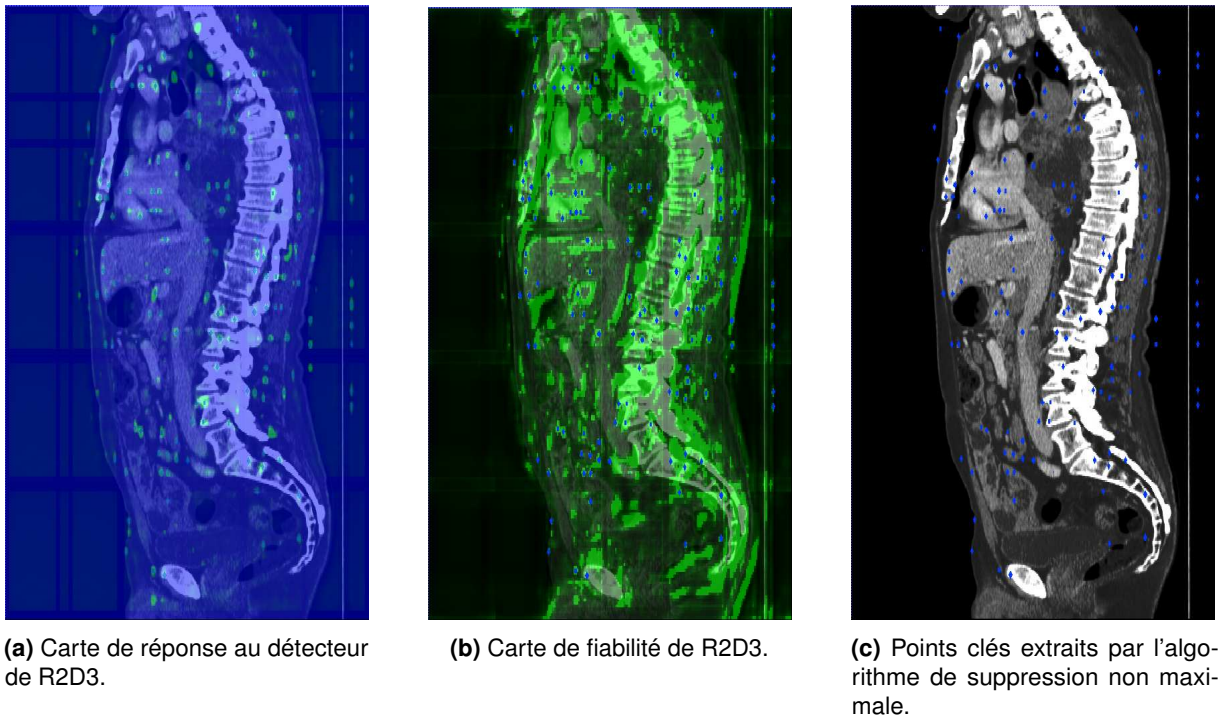 (a) Carte de réponse au détecteur
de R2D3.
(b) Carte de fiabilité de R2D3.
(c) Points clés extraits par l'algo-
rithme de suppression non maxi-
male.